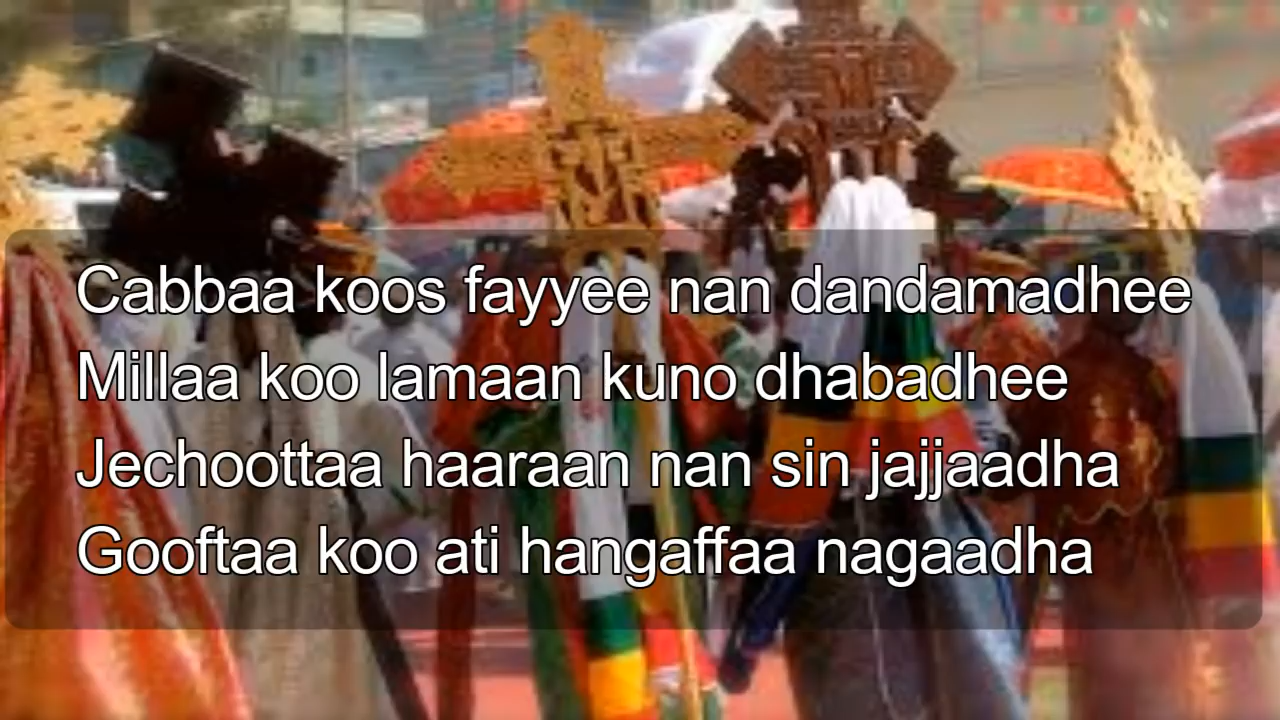 Cabbaa koos fayyee nan dandamadhee
Millaa koo lamaan kuno dhabadhee
Jechoottaa haaraan nan sin jajjaadha
Gooftaa koo ati hangaffaa nagaadha